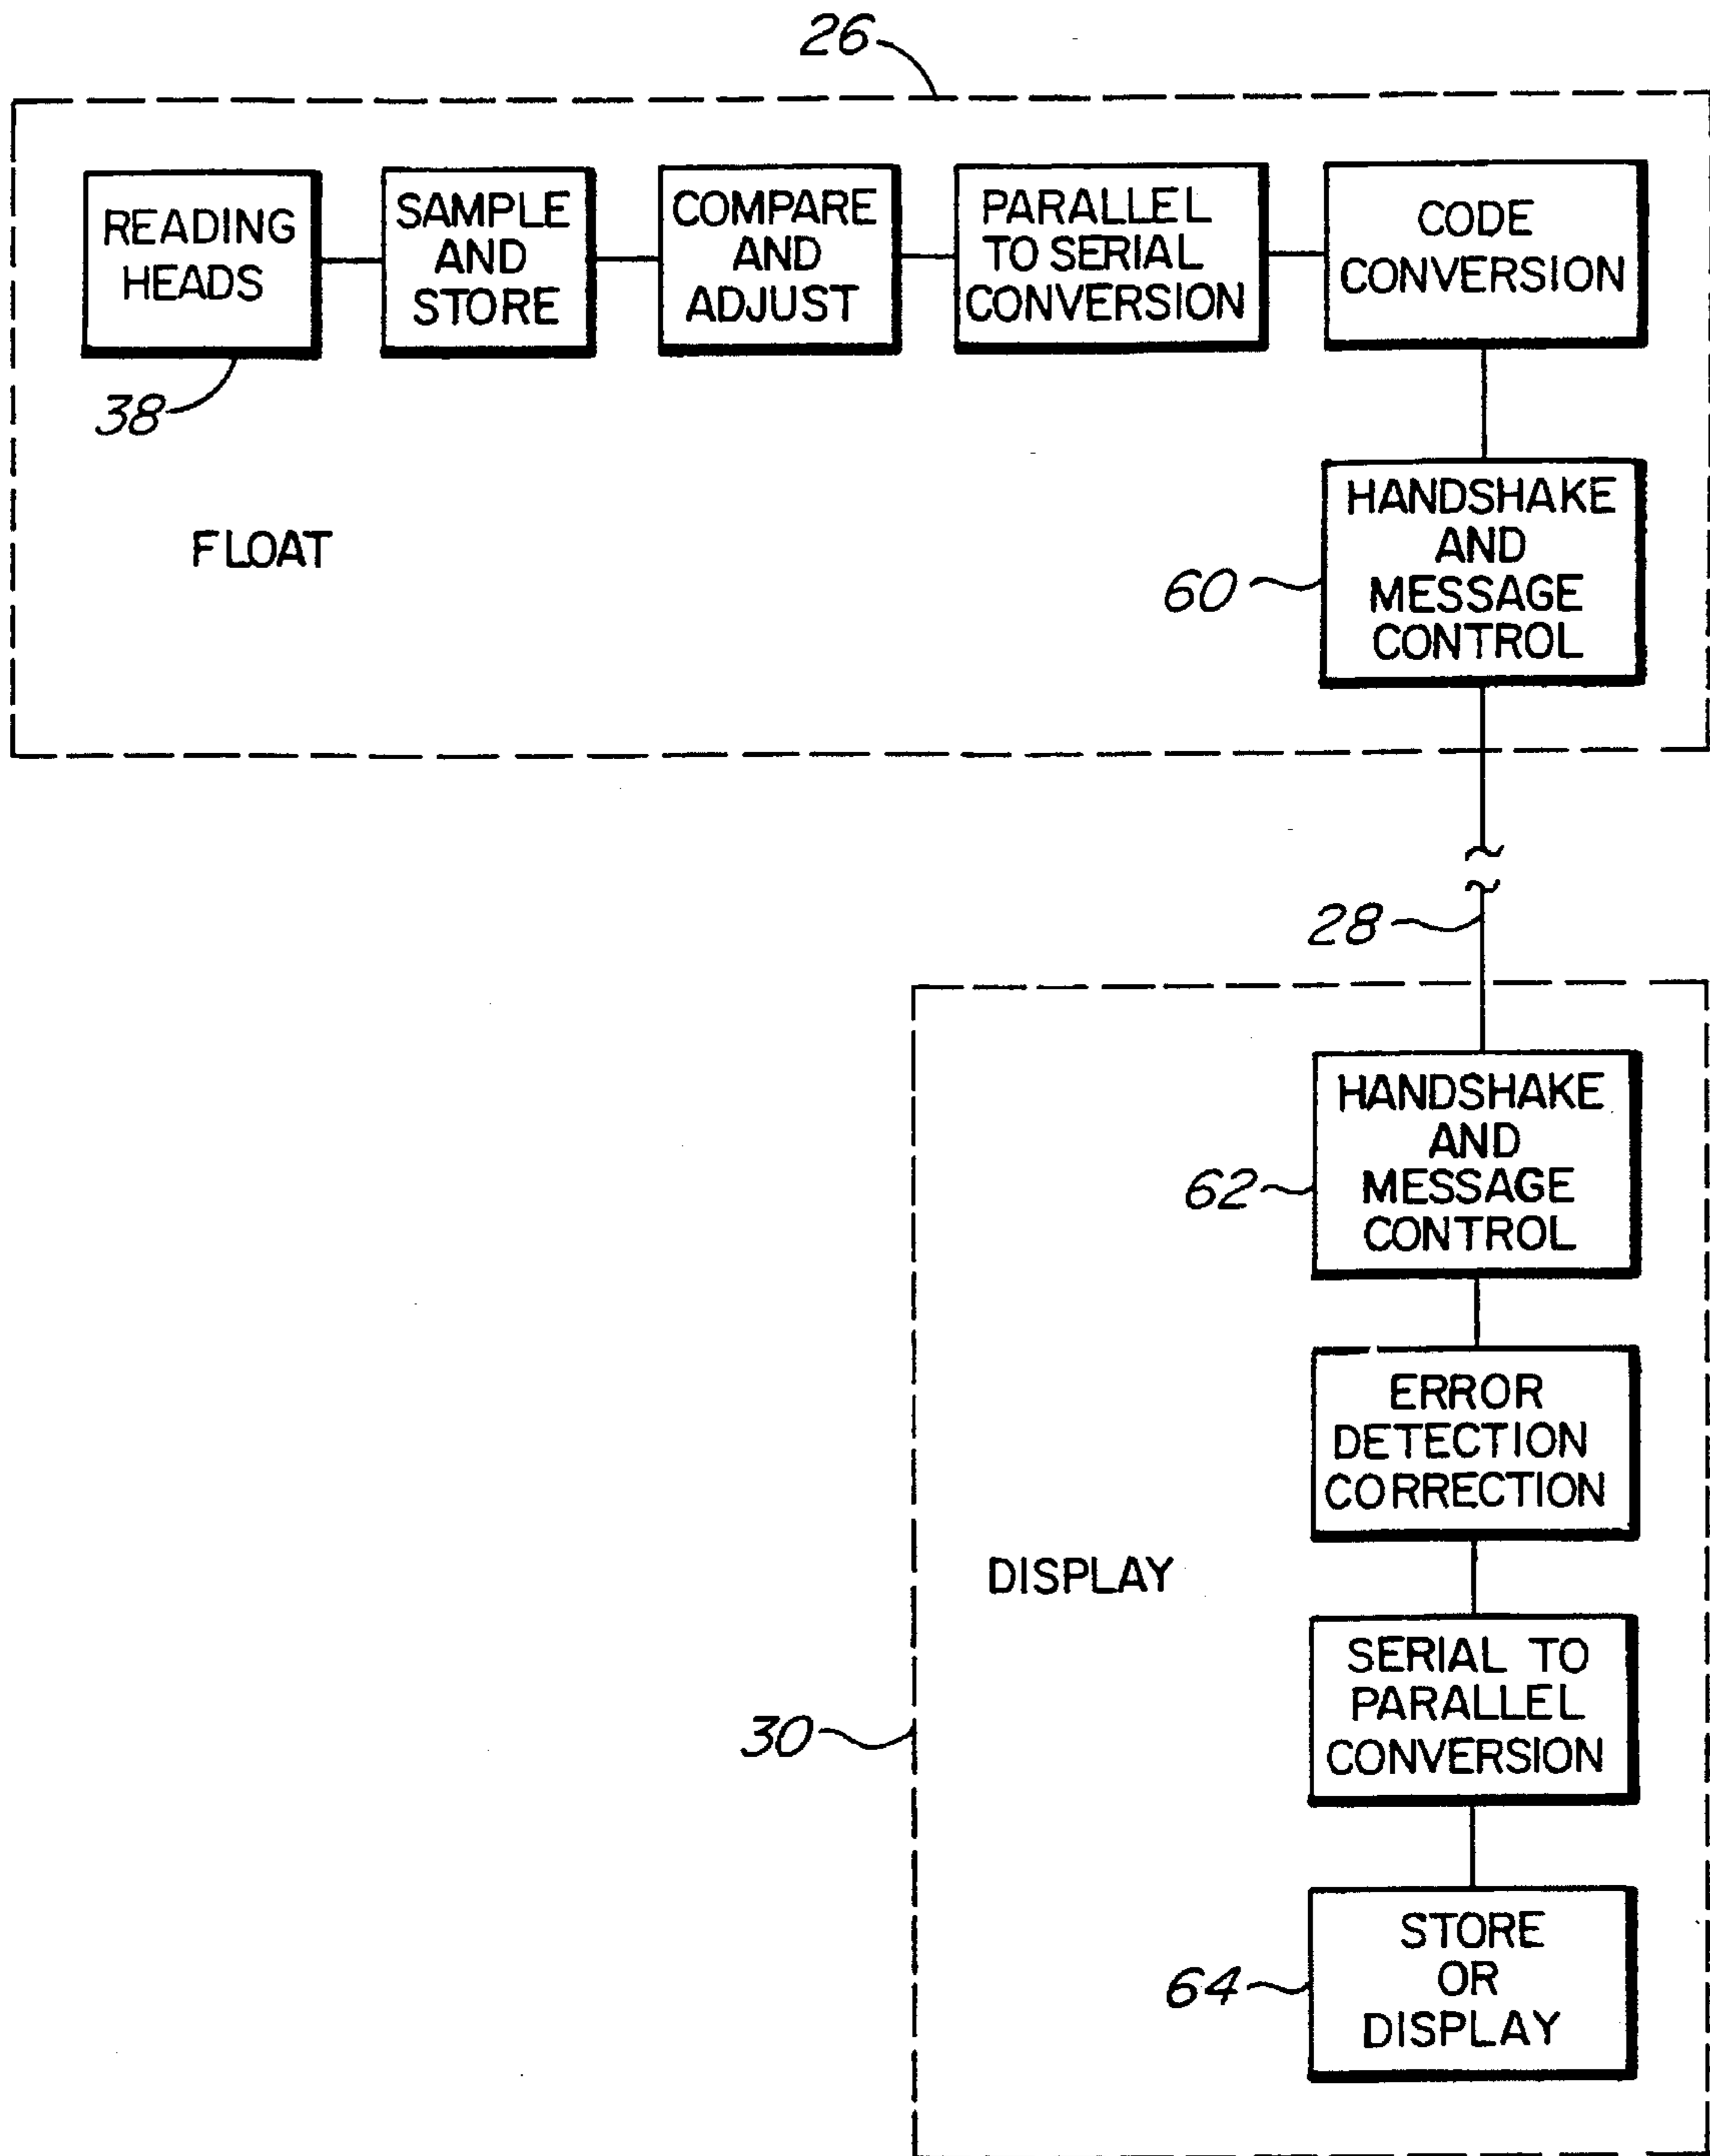 26
READING
HEADS
SAMPLE
AND
STORE
COMPARE
AND
ADJUST
PARALLEL
TO SERIAL
CONVERSION
CODE
CONVERSION
38
FLOAT
HANDSHAKE
AND
MESSAGE
CONTROL
60
28
HANDSHAKE
AND
MESSAGE
CONTROL
62
ERROR
DETECTION
CORRECTION
DISPLAY
SERIAL TO
PARALLEL
CONVERSION
30
STORE
OR
DISPLAY
64